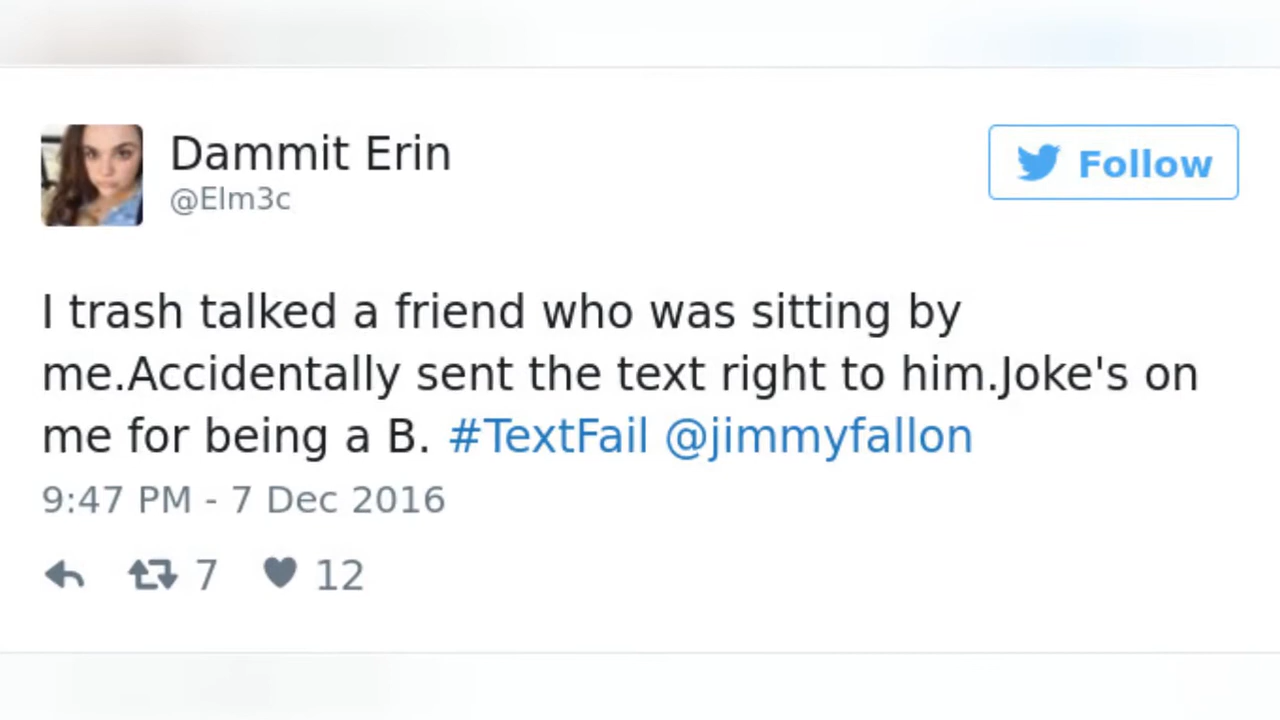 Dammit Erin
@Elm3c
Follow
I trash talked a friend who was sitting by
me.Accidentally sent the text right to him.Joke's on
me for being a B. #TextFail @jimmyfallon
9:47 PM - 7 Dec 2016
7 12